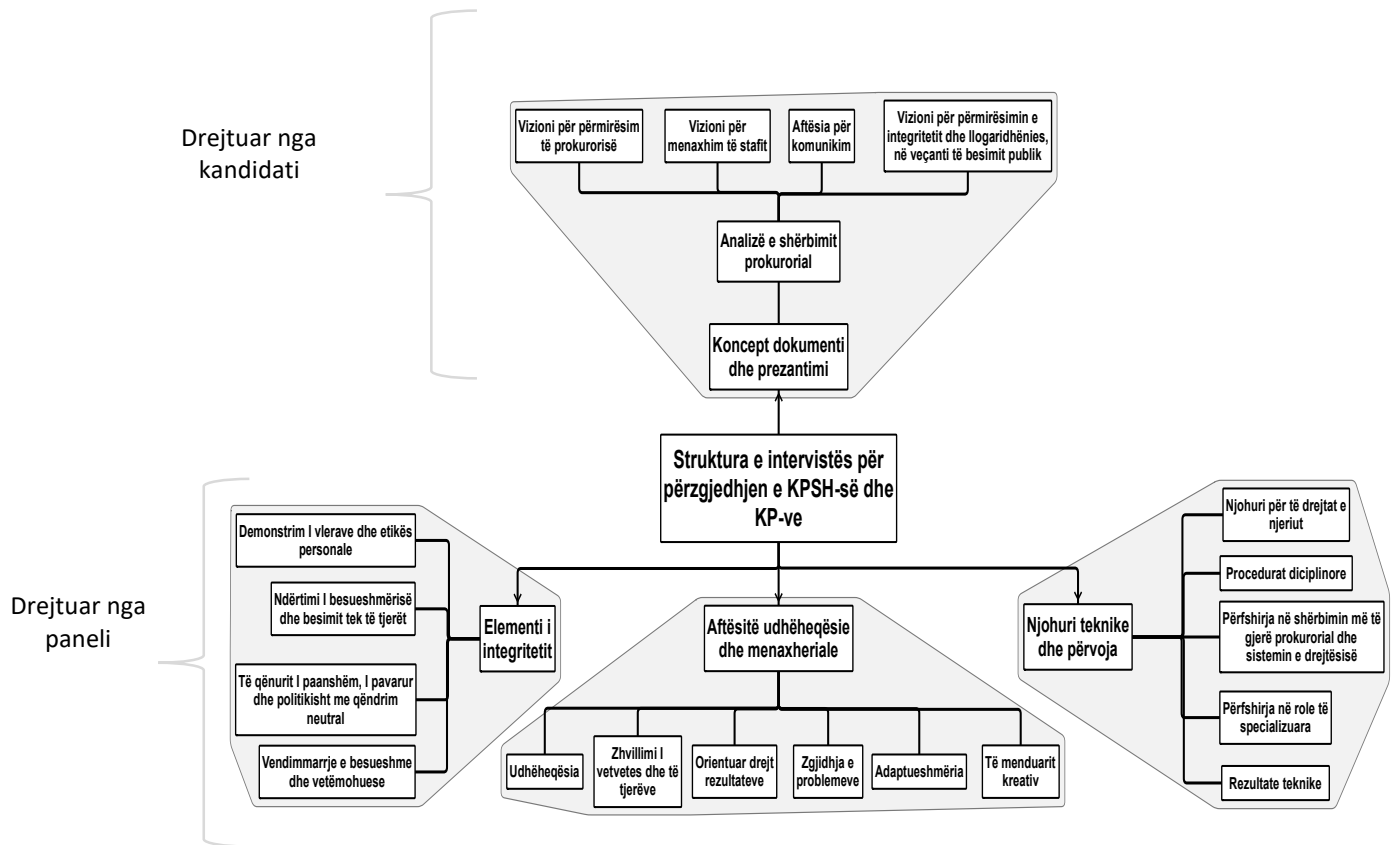 Drejtuar nga
kandidati
Vizioni për përmirësim
të prokurorisë
Vizioni për
menaxhim të stafit
Aftësia për
komunikim
Vizioni për përmirësimin e
integritetit dhe llogaridhënies,
në veçanti të besimit publik
Analizë e shërbimit
prokurorial
Koncept dokumenti
dhe prezantimi
Struktura e intervistës për
përzgjedhjen e KPSH-së dhe
KP-ve
Drejtuar nga
paneli
Demonstrim I vlerave dhe etikës
personale
Ndërtimi I besueshmërisë
dhe besimit tek të tjerët
Të qënurit I paanshëm, I pavarur
dhe politikisht me qëndrim
neutral
Vendimmarrje e besueshme
dhe vetëmohuese
Elementi i
integritetit
Aftësitë udhëheqësie
dhe menaxheriale
Udhëheqësia
Zhvillimi I
vetvetes dhe të
tjerëve
Orientuar drejt
rezultateve
Zgjidhja e
problemeve
Adaptueshmëria
Të menduarit
kreativ
Njohuri teknike
dhe përvoja
Njohuri për të drejtat e
njeriut
Procedurat diciplinore
Përfshirja në shërbimin më të
gjerë prokurorial dhe
sistemin e drejtësisë
Përfshirja në role të
specializuara
Rezultate teknike